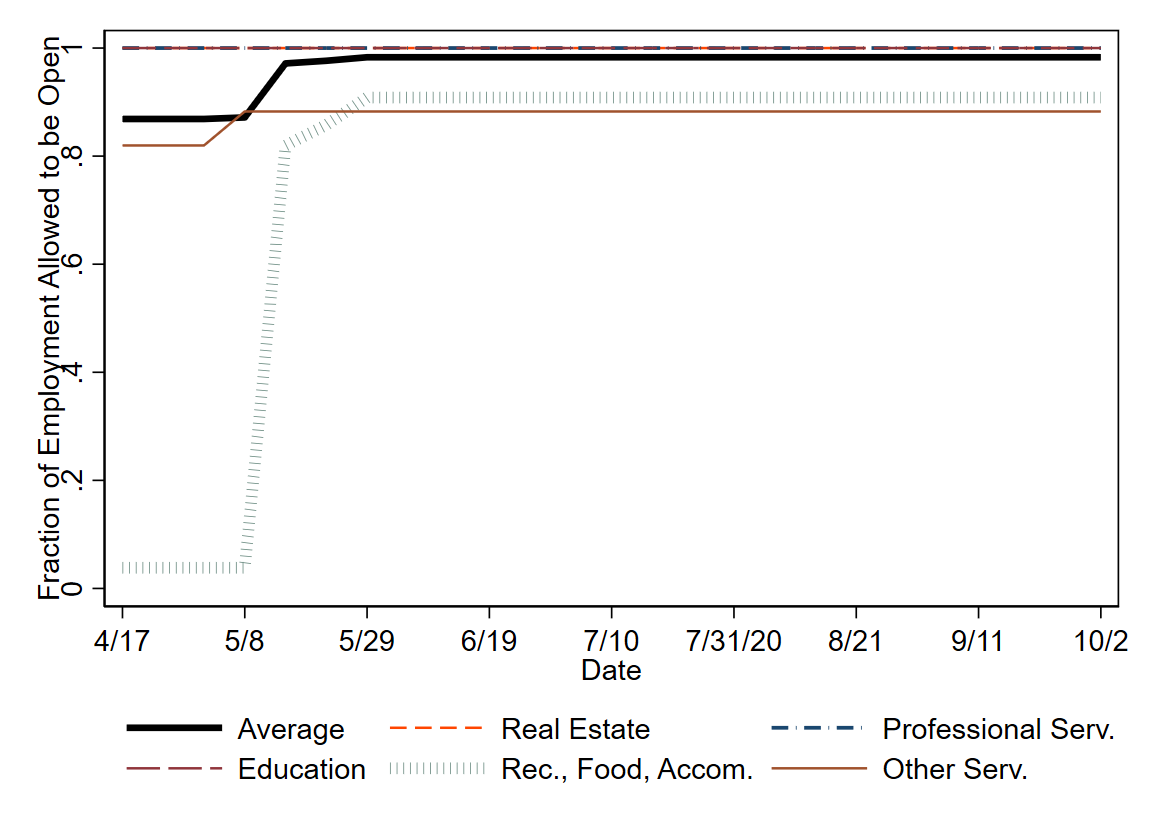 Fraction of Employment Allowed to be Open
1
.8
.6
.4
.2
0
4/17 5/8 5/29 6/19 7/10 7/31/20 8/21 9/11 10/2
Date
Average Real Estate Professional Serv.
Education Rec., Food, Accom. Other Serv.